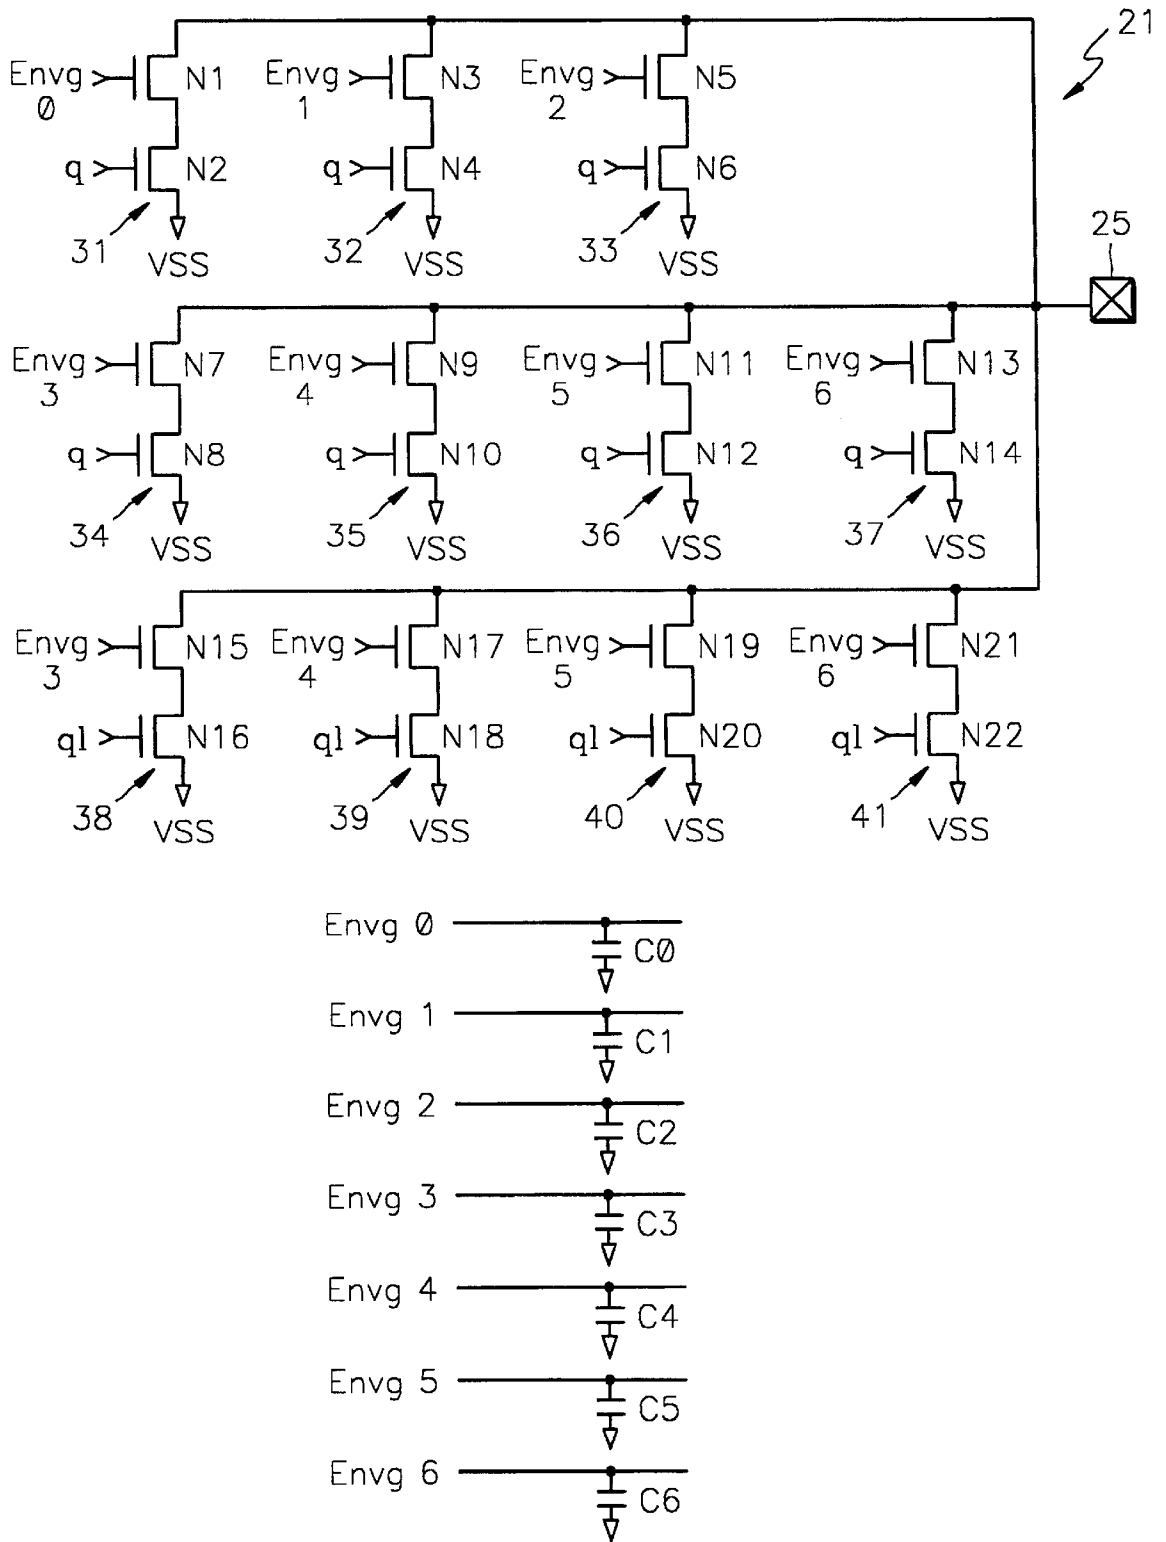 21
Envg 0 N1 Envg 1 N3 Envg 2 N5
q N2 q N4 q N6
31 VSS 32 VSS 33 VSS
25
Envg 3 N7 Envg 4 N9 Envg 5 N11 Envg 6 N13
q N8 q N10 q N12 q N14
34 VSS 35 VSS 36 VSS 37 VSS
Envg 3 N15 Envg 4 N17 Envg 5 N19 Envg 6 N21
ql N16 ql N18 ql N20 ql N22
38 VSS 39 VSS 40 VSS 41 VSS
Envg 0 C0
Envg 1 C1
Envg 2 C2
Envg 3 C3
Envg 4 C4
Envg 5 C5
Envg 6 C6